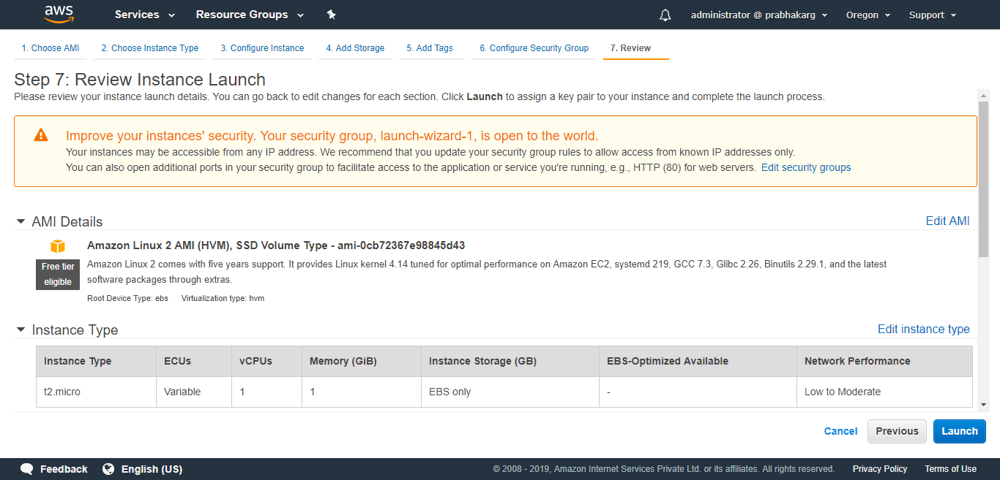 aws Services Resource Groups administrator @ prabhakarg Oregon Support
1. Choose AMI 2. Choose Instance Type 3. Configure Instance 4. Add Storage 5. Add Tags 6. Configure Security Group 7. Review
Step 7: Review Instance Launch
Please review your instance launch details. You can go back to edit changes for each section. Click Launch to assign a key pair to your instance and complete the launch process.
Improve your instances' security. Your security group, launch-wizard-1, is open to the world.
Your instances may be accessible from any IP address. We recommend that you update your security group rules to allow access from known IP addresses only.
You can also open additional ports in your security group to facilitate access to the application or service you're running, e.g., HTTP (80) for web servers. Edit security groups
AMI Details Edit AMI
Amazon Linux 2 AMI (HVM), SSD Volume Type - ami-0cb72367e98845d43
Free tier eligible
Amazon Linux 2 comes with five years support. It provides Linux kernel 4.14 tuned for optimal performance on Amazon EC2, systemd 219, GCC 7.3, Glibc 2.26, Binutils 2.29.1, and the latest
software packages through extras.
Root Device Type: ebs Virtualization type: hvm
Instance Type Edit instance type
Instance Type ECUs vCPUs Memory (GiB) Instance Storage (GB) EBS-Optimized Available Network Performance
t2.micro Variable 1 1 EBS only - Low to Moderate
Cancel Previous Launch
Feedback English (US) © 2008 - 2019, Amazon Internet Services Private Ltd. or its affiliates. All rights reserved. Privacy Policy Terms of Use